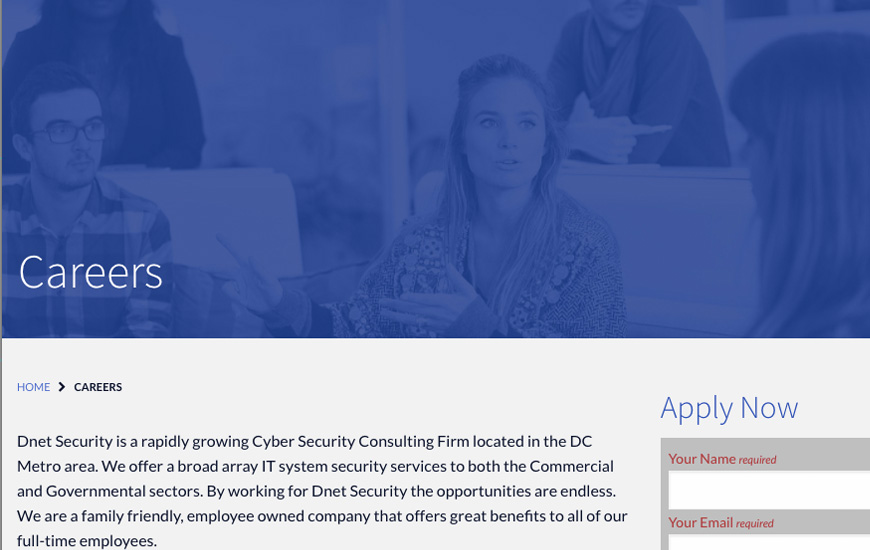 Careers
HOME > CAREERS
Dnet Security is a rapidly growing Cyber Security Consulting Firm located in the DC
Metro area. We offer a broad array IT system security services to both the Commercial
and Governmental sectors. By working for Dnet Security the opportunities are endless.
We are a family friendly, employee owned company that offers great benefits to all of our
full-time employees.
Apply Now
Your Name required
Your Email required